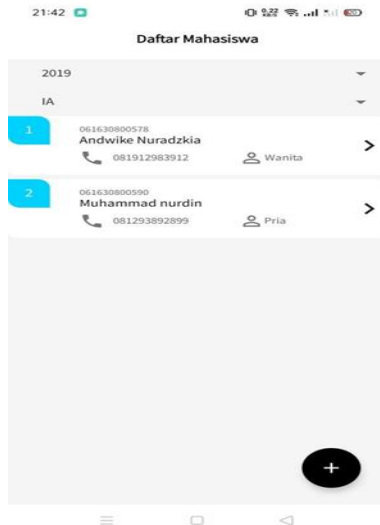 21:42
Daftar Mahasiswa
2019
IA
1
061630800578
Andwike Nuradzkia
081912983912 Wanita
2
061630800590
Muhammad nurdin
081293892899 Pria
+